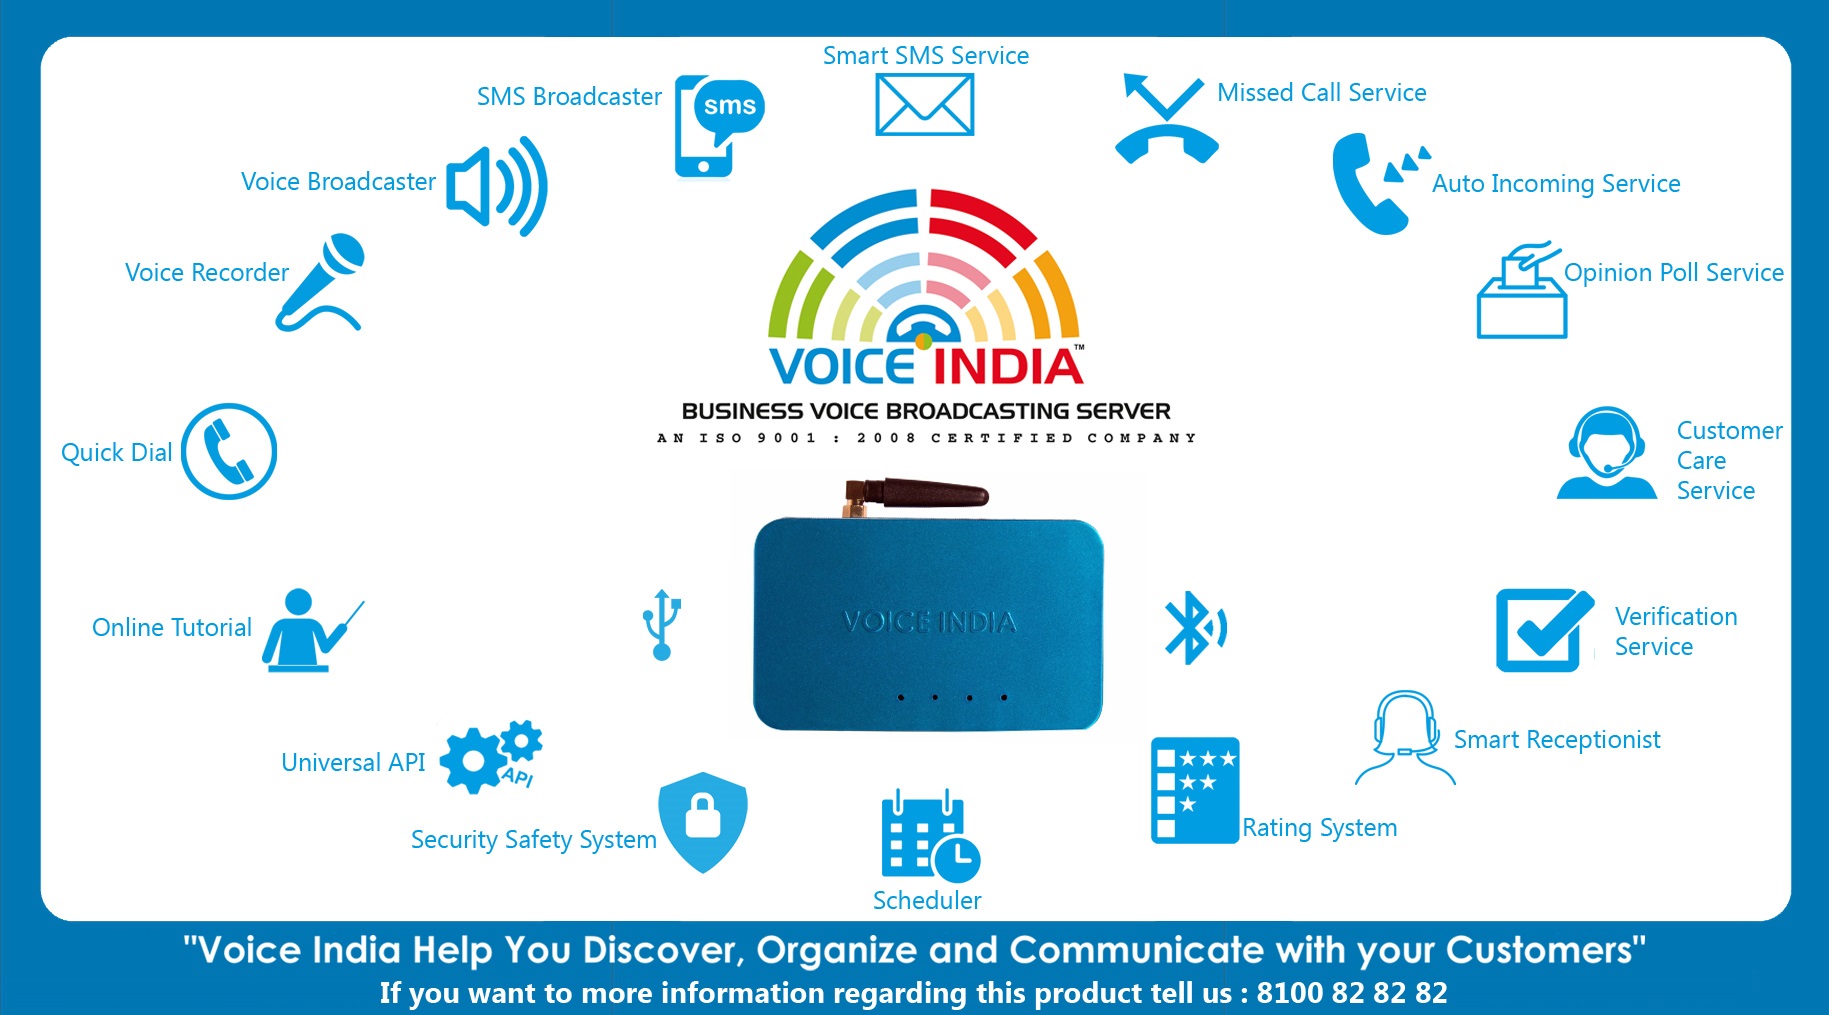 Smart SMS Service
SMS Broadcaster
sms
Missed Call Service
Voice Broadcaster
Auto Incoming Service
Voice Recorder
Opinion Poll Service
VOICE INDIA™
BUSINESS VOICE BROADCASTING SERVER
AN ISO 9001 : 2008 CERTIFIED COMPANY
Quick Dial
Customer
Care
Service
VOICE INDIA
Online Tutorial
Verification
Service
Universal API
API
Smart Receptionist
Security Safety System
Rating System
Scheduler
"Voice India Help You Discover, Organize and Communicate with your Customers"
If you want to more information regarding this product tell us : 8100 82 82 82